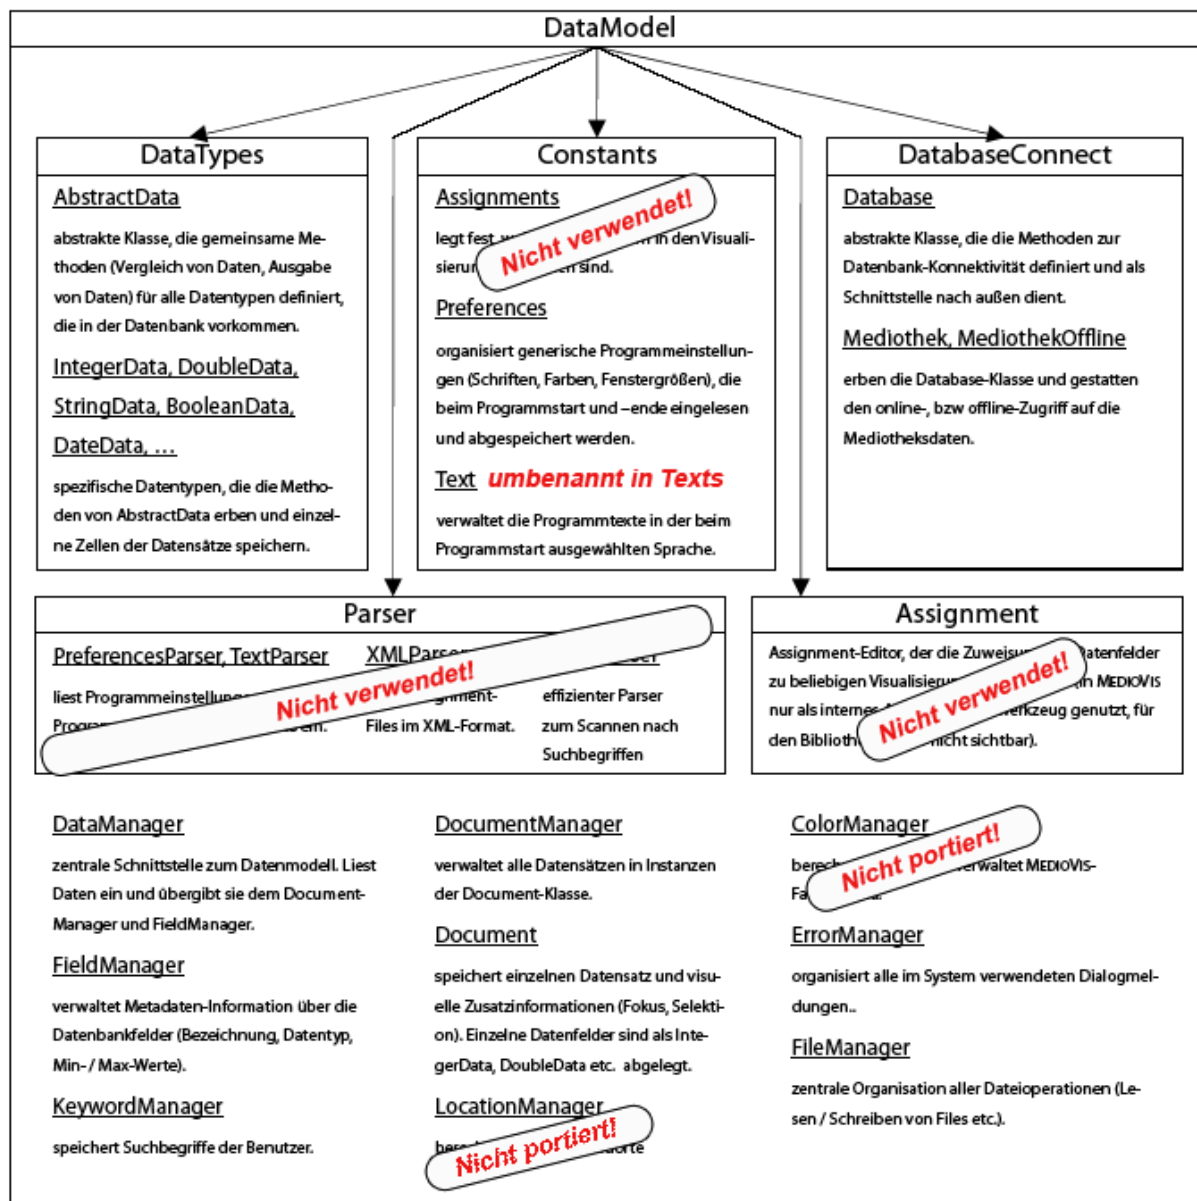 DataModel
DataTypes
AbstractData
abstrakte Klasse, die gemeinsame Me-
thoden (Vergleich von Daten, Ausgabe
von Daten) für alle Datentypen definiert,
die in der Datenbank vorkommen.
IntegerData, DoubleData,
StringData, BooleanData,
DateData, ...
spezifische Datentypen, die die Metho-
den von AbstractData erben und einzel-
ne Zellen der Datensätze speichern.
Constants
Assignments
Nicht verwendet!
legt fest, in den Visuali-
sierun sind.
Preferences
organisiert generische Programmeinstellun-
gen (Schriften, Farben, Fenstergrößen), die
beim Programmstart und –ende eingelesen
und abgespeichert werden.
Text umbenannt in Texts
verwaltet die Programmtexte in der beim
Programmstart ausgewählten Sprache.
DatabaseConnect
Database
abstrakte Klasse, die die Methoden zur
Datenbank-Konnektivität definiert und als
Schnittstelle nach außen dient.
Mediothek, MediothekOffline
erben die Database-Klasse und gestatten
den online-, bzw offline-Zugriff auf die
Mediotheksdaten.
Parser
PreferencesParser, TextParser
liest Programmeinstellung
Nicht verwendet!
XMLParser
Files im XML-Format.
effizienter Parser
zum Scannen nach
Suchbegriffen
Assignment
Assignment-Editor, der die Zuweisu Datenfelder
zu beliebigen Visualisieru (in MEDIOVIS
nur als internes erkzeug genutzt, für
den Biblioth nicht sichtbar).
Nicht verwendet!
DataManager
zentrale Schnittstelle zum Datenmodell. Liest
Daten ein und übergibt sie dem Document-
Manager und FieldManager.
FieldManager
verwaltet Metadaten-Information über die
Datenbankfelder (Bezeichnung, Datentyp,
Min- / Max-Werte).
KeywordManager
speichert Suchbegriffe der Benutzer.
DocumentManager
verwaltet alle Datensätzen in Instanzen
der Document-Klasse.
Document
speichert einzelnen Datensatz und visu-
elle Zusatzinformationen (Fokus, Selekti-
on). Einzelne Datenfelder sind als Inte-
gerData, DoubleData etc. abgelegt.
LocationManager
Nicht portiert!
ColorManager
Nicht portiert!
verwaltet MEDIOVIS-
ErrorManager
organisiert alle im System verwendeten Dialogmel-
dungen..
FileManager
zentrale Organisation aller Dateioperationen (Le-
sen / Schreiben von Files etc.).